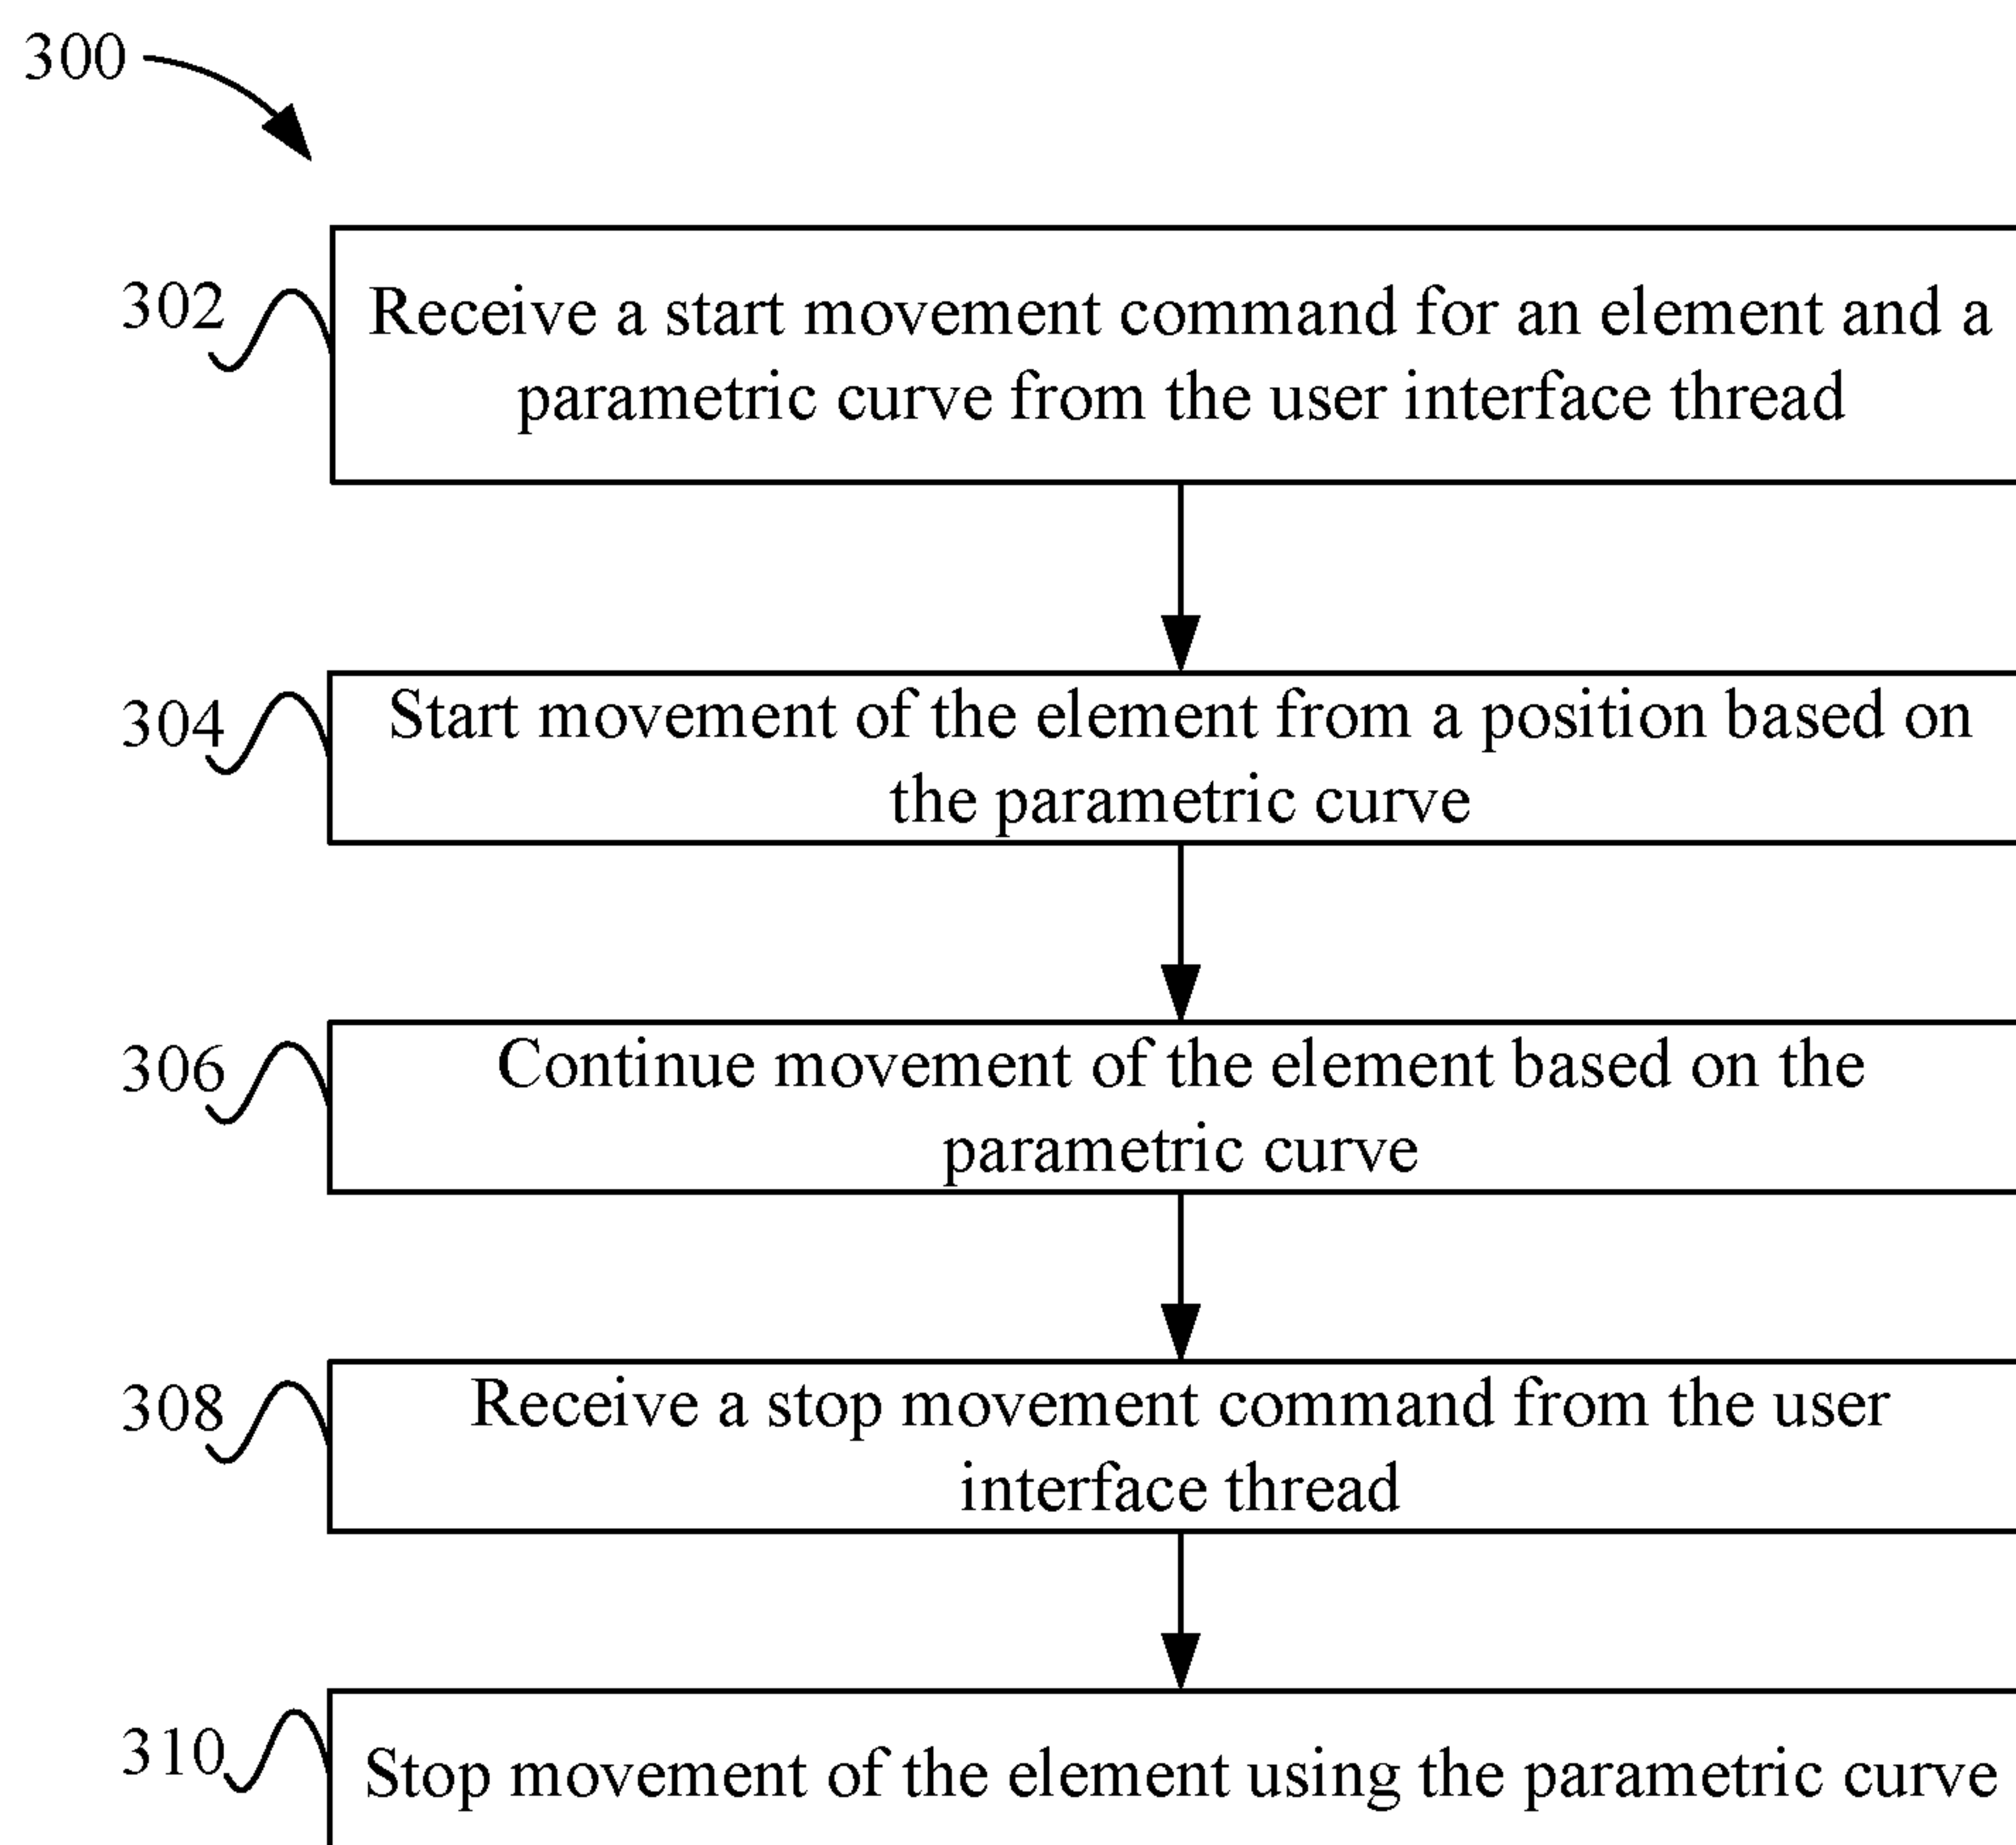 300
302
Receive a start movement command for an element and a
parametric curve from the user interface thread
304
Start movement of the element from a position based on
the parametric curve
306
Continue movement of the element based on the
parametric curve
308
Receive a stop movement command from the user
interface thread
310
Stop movement of the element using the parametric curve